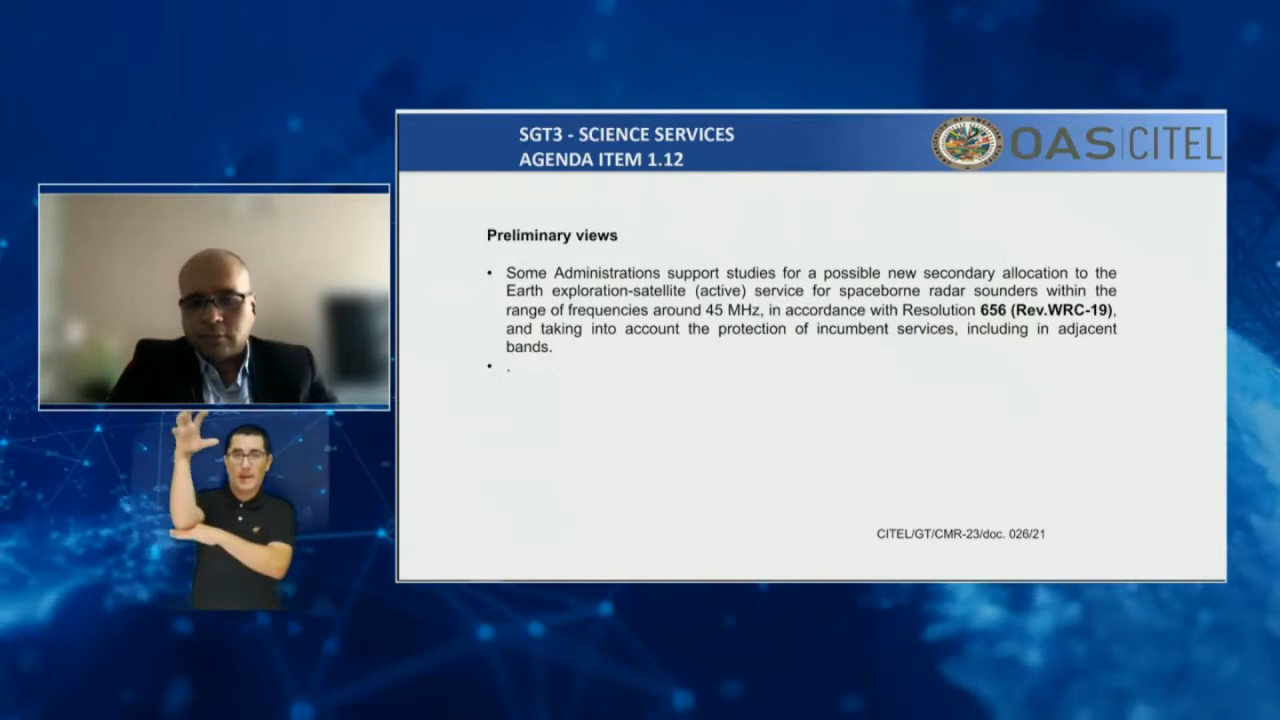 SGT3 - SCIENCE SERVICES
AGENDA ITEM 1.12
OAS CITEL
Preliminary views
• Some Administrations support studies for a possible new secondary allocation to the
Earth exploration-satellite (active) service for spaceborne radar sounders within the
range of frequencies around 45 MHz, in accordance with Resolution 656 (Rev.WRC-19),
and taking into account the protection of incumbent services, including in adjacent
bands.
• .
CITEL/GT/CMR-23/doc. 026/21